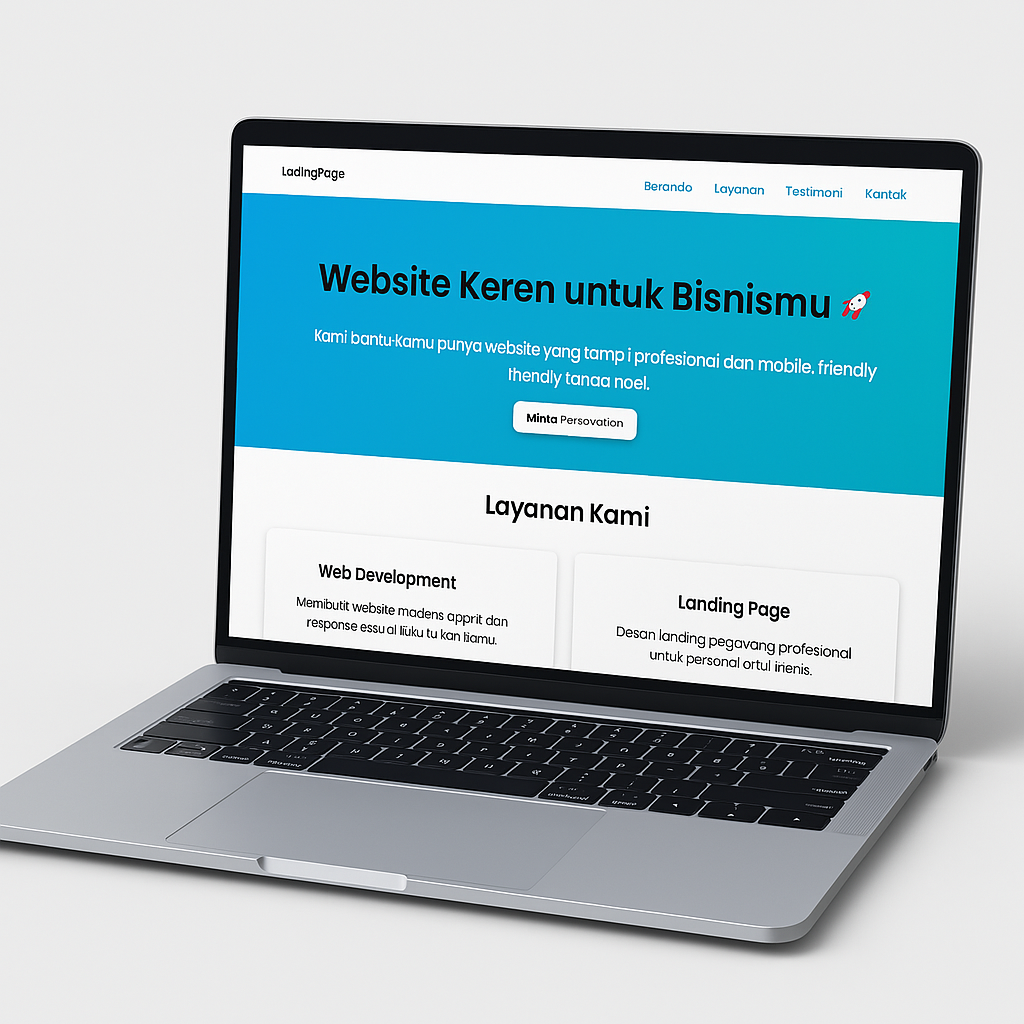 LadingPage
Berando Layanan Testimoni Kantak
Website Keren untuk Bisnismu 🚀
Kami bantu-kamu punya website yang tamp i profesionai dan mobile. friendly
thendly tanaa noel.
Minta Persovation
Layanan Kami
Web Development
Memibutit website madens apprit dan
response essu al liuku tu kan liamu.
Landing Page
Desan landing pegavang profesional
untuk personal ortul irienis.